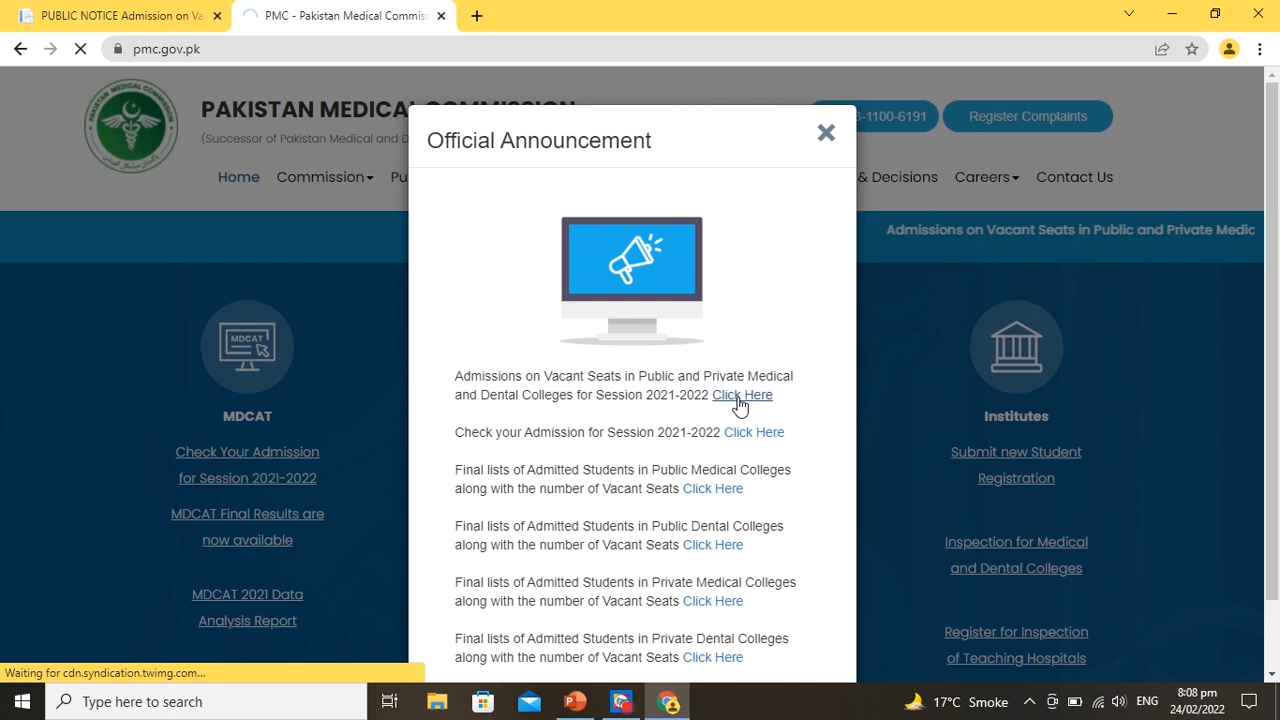 PUBLIC NOTICE Admission on Va
PMC - Pakistan Medical Commis
pmc.gov.pk
PAKISTAN MEDICAL COMMISSION
(Successor of Pakistan Medical and D
3-1100-6191
Register Complaints
Home
Commission
Pu
& Decisions
Careers
Contact Us
Official Announcement
Admissions on Vacant Seats in Public and Private Medic
MDCAT
MDCAT
Check Your Admission
for Session 2021-2022
MDCAT Final Results are
now available
MDCAT 2021 Data
Analysis Report
Admissions on Vacant Seats in Public and Private Medical
and Dental Colleges for Session 2021-2022 Click Here
Check your Admission for Session 2021-2022 Click Here
Final lists of Admitted Students in Public Medical Colleges
along with the number of Vacant Seats Click Here
Final lists of Admitted Students in Public Dental Colleges
along with the number of Vacant Seats Click Here
Final lists of Admitted Students in Private Medical Colleges
along with the number of Vacant Seats Click Here
Final lists of Admitted Students in Private Dental Colleges
along with the number of Vacant Seats Click Here
Institutes
Submit new Student
Registration
Inspection for Medical
and Dental Colleges
Register for Inspection
of Teaching Hospitals
Waiting for cdn.syndication.twimg.com...
Type here to search
17°C Smoke
ENG
8:08 pm
24/02/2022